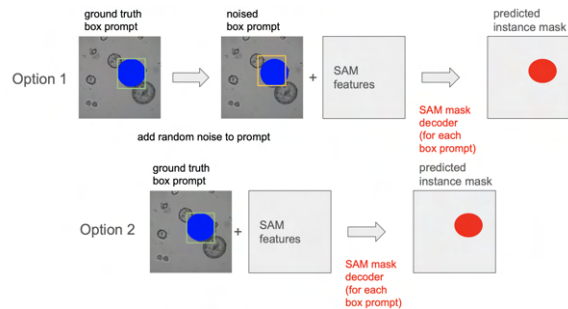 ground truth
box prompt
noised
box prompt
predicted
instance mask
Option 1
+
SAM
features
SAM mask
decoder
(for each
box prompt)
add random noise to prompt
ground truth
box prompt
predicted
instance mask
Option 2
+
SAM
features
SAM mask
decoder
(for each
box prompt)